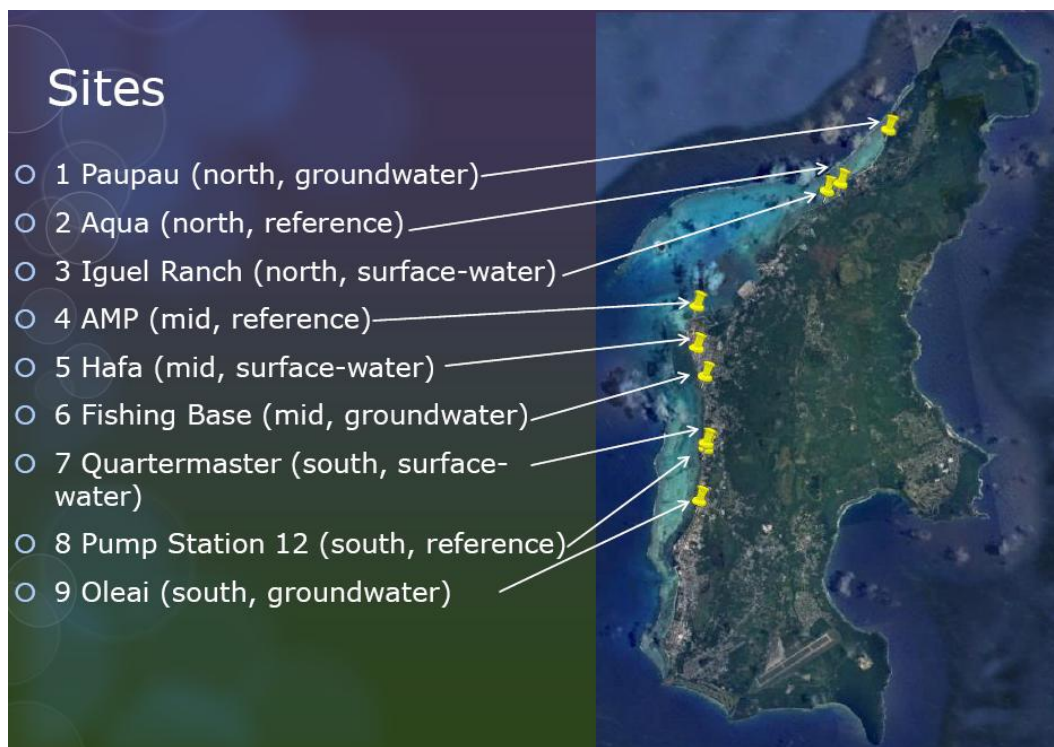 Sites
1 Paupau (north, groundwater)
2 Aqua (north, reference)
3 Iguel Ranch (north, surface-water)
4 AMP (mid, reference)
5 Hafa (mid, surface-water)
6 Fishing Base (mid, groundwater)
7 Quartermaster (south, surface-
water)
8 Pump Station 12 (south, reference)
9 Oleai (south, groundwater)